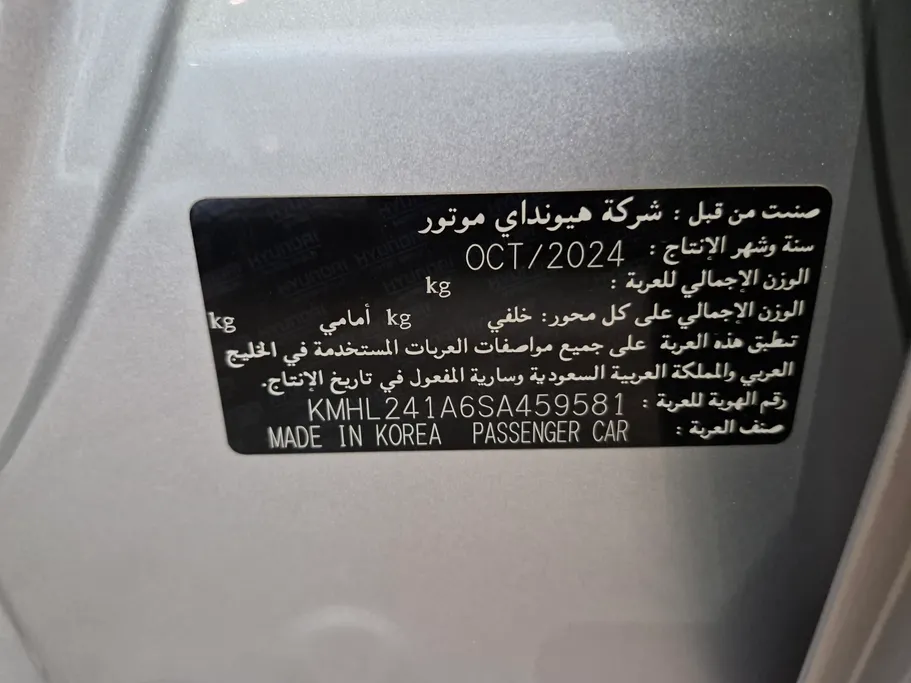 صنعت من قبل : شركة هيونداي موتور
سنة وشهر الإنتاج : OCT/2024
الوزن الإجمالي للعربة : kg
الوزن الإجمالي على كل محور: خلفي kg أمامي kg
تنطبق هذه العربة على جميع مواصفات العربات المستخدمة في الخليج
العربي والمملكة العربية السعودية وسارية المفعول في تاريخ الإنتاج.
رقم الهوية للعربة : KMHL241A6SA459581
صنف العربة : MADE IN KOREA PASSENGER CAR